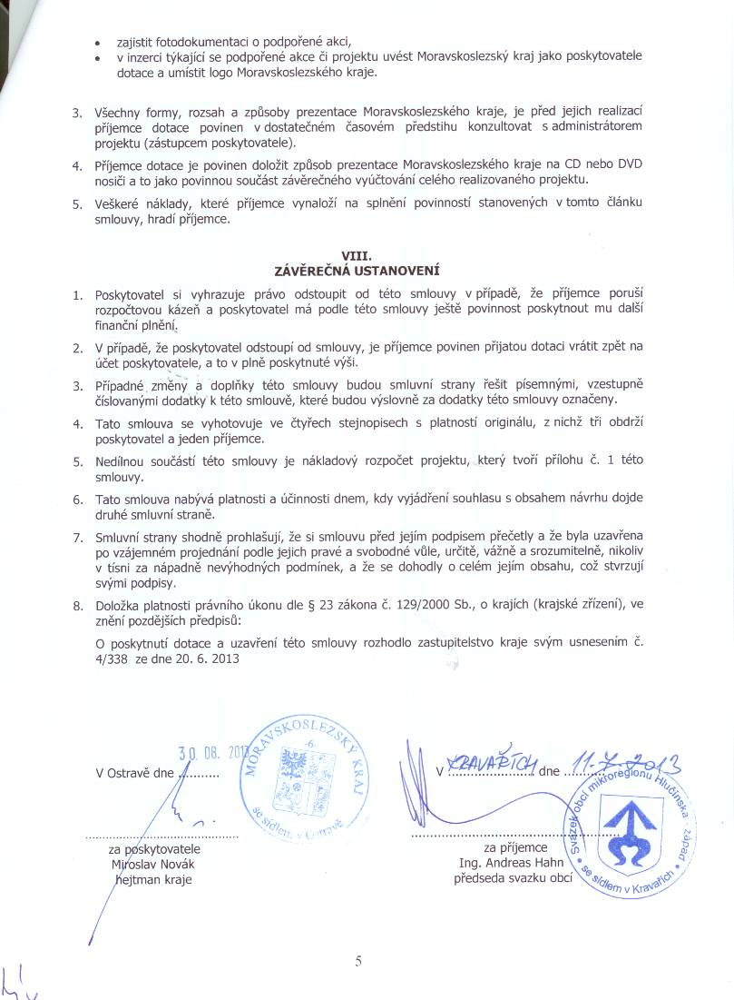 • zajistit fotodokumentaci o podpořené akci,
• v inzerci týkající se podpořené akce či projektu uvést Moravskoslezský kraj jako poskytovatele
dotace a umístit logo Moravskoslezského kraje.
3. Všechny formy, rozsah a způsoby prezentace Moravskoslezského kraje, je před jejich realizací
příjemce dotace povinen v dostatečném časovém předstihu konzultovat s administrátorem
projektu (zástupcem poskytovatele).
4. Příjemce dotace je povinen doložit způsob prezentace Moravskoslezského kraje na CD nebo DVD
nosiči a to jako povinnou součást závěrečného vyúčtování celého realizovaného projektu.
5. Veškeré náklady, které příjemce vynaloží na splnění povinností stanovených v tomto článku
smlouvy, hradí příjemce.
VIII.
ZÁVĚREČNÁ USTANOVENÍ
1. Poskytovatel si vyhrazuje právo odstoupit od této smlouvy v případě, že příjemce poruší
rozpočtovou kázeň a poskytovatel má podle této smlouvy ještě povinnost poskytnout mu další
finanční plnění.
2. V případě, že poskytovatel odstoupí od smlouvy, je příjemce povinen přijatou dotaci vrátit zpět na
účet poskytovatele, a to v plně poskytnuté výši.
3. Případné změny a doplňky této smlouvy budou smluvní strany řešit písemnými, vzestupně
číslovanými dodatky k této smlouvě, které budou výslovně za dodatky této smlouvy označeny.
4. Tato smlouva se vyhotovuje ve čtyřech stejnopisech s platností originálu, z nichž tři obdrží
poskytovatel a jeden příjemce.
5. Nedílnou součástí této smlouvy je nákladový rozpočet projektu, který tvoří přílohu č. 1 této
smlouvy.
6. Tato smlouva nabývá platnosti a účinnosti dnem, kdy vyjádření souhlasu s obsahem návrhu dojde
druhé smluvní straně.
7. Smluvní strany shodně prohlašují, že si smlouvu před jejím podpisem přečetly a že byla uzavřena
po vzájemném projednání podle jejich pravé a svobodné vůle, určitě, vážně a srozumitelně, nikoliv
v tísni za nápadně nevýhodných podmínek, a že se dohodly o celém jejím obsahu, což stvrzují
svými podpisy.
8. Doložka platnosti právního úkonu dle § 23 zákona č. 129/2000 Sb., o krajích (krajské zřízení), ve
znění pozdějších předpisů:
O poskytnutí dotace a uzavření této smlouvy rozhodlo zastupitelstvo kraje svým usnesením č.
4/338 ze dne 20. 6. 2013
30. 08. 2013
V Ostravě dne ...........
MORAVSKOSLEZSKÝ KRAJ
-6-
se sídlem v Ostravě
V KRAVAŘÍCH dne 11.7.2013
Svazek obcí mikroregionu Hlučínska - západ
se sídlem v Kravařích
za poskytovatele
Miroslav Novák
hejtman kraje
za příjemce
Ing. Andreas Hahn
předseda svazku obcí
5